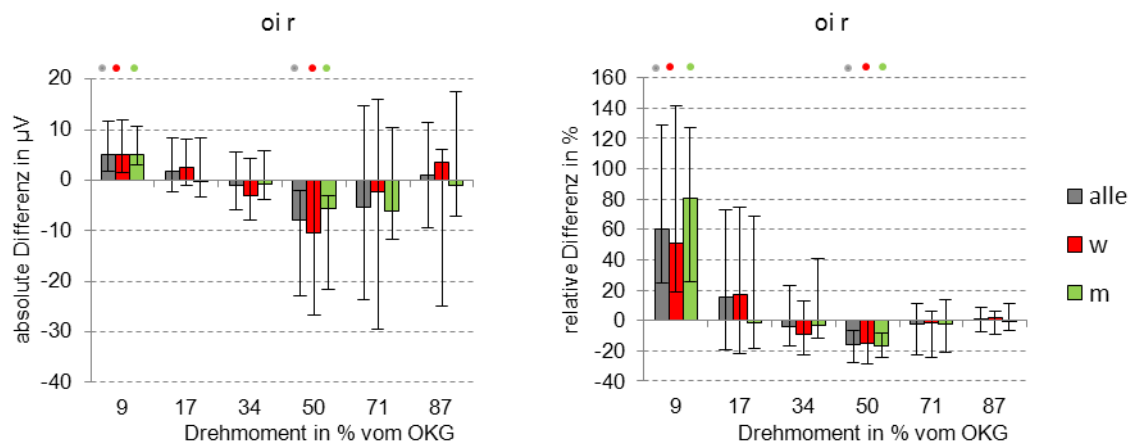 oi r
absolute Differenz in µV
20
10
0
-10
-20
-30
-40
9 17 34 50 71 87
Drehmoment in % vom OKG
oi r
relative Differenz in %
160
140
120
100
80
60
40
20
0
-20
-40
9 17 34 50 71 87
Drehmoment in % vom OKG
alle
w
m